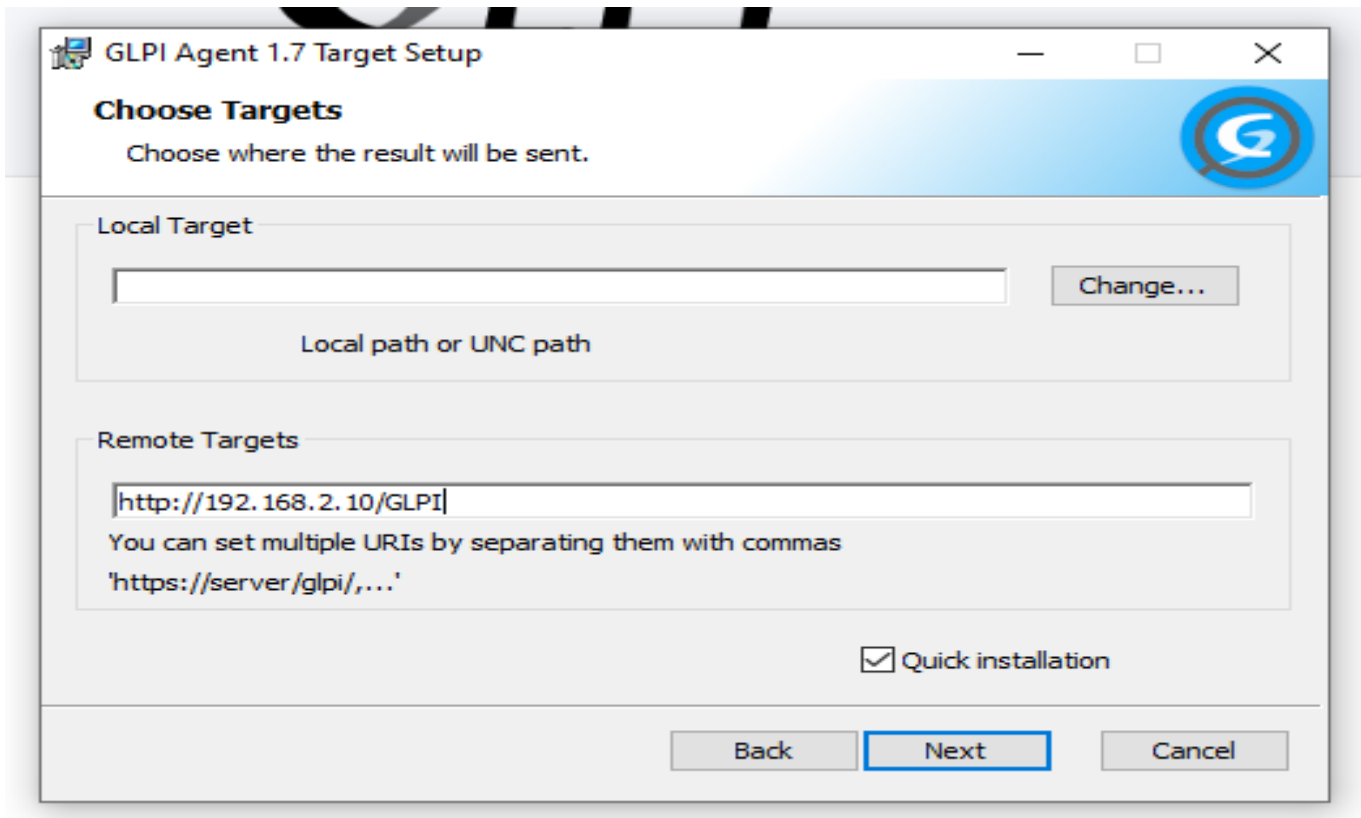 GLPI Agent 1.7 Target Setup
Choose Targets
Choose where the result will be sent.
Local Target
Change...
Local path or UNC path
Remote Targets
http://192.168.2.10/GLPI
You can set multiple URIs by separating them with commas
'https://server/glpi/,...'
Quick installation
Back Next Cancel